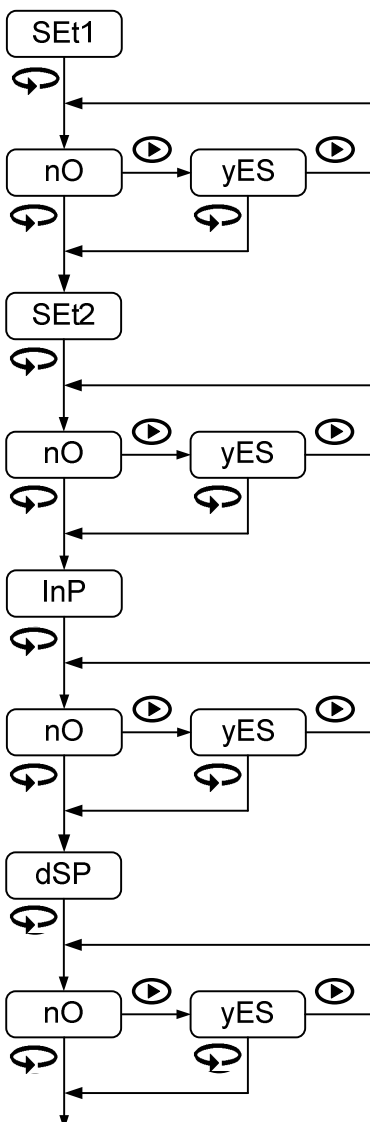 SEt1
nO yES
SEt2
nO yES
InP
nO yES
dSP
nO yES